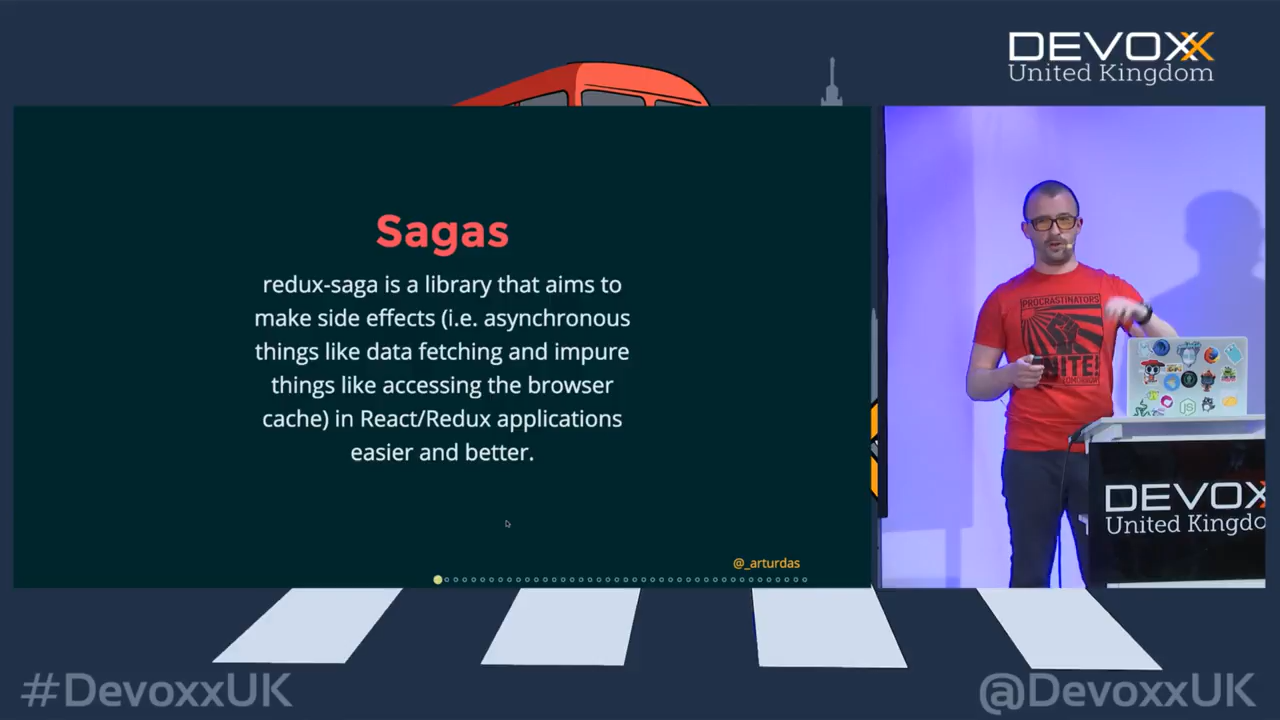 DEVOXX
United Kingdom
Sagas
redux-saga is a library that aims to
make side effects (i.e. asynchronous
things like data fetching and impure
things like accessing the browser
cache) in React/Redux applications
easier and better.
@_arturdas
PROCRASTINATORS
UNITE!
TOMORROW
DEVOX
United Kingdo
#DevoxxUK
@DevoxxUK